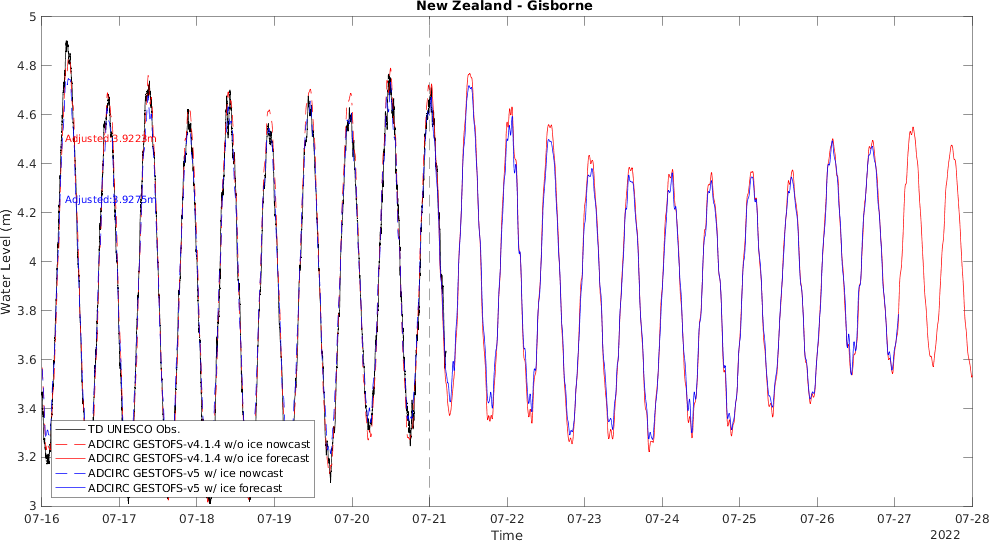 New Zealand - Gisborne
5
4.8
4.6
4.4
4.2
4
3.8
3.6
3.4
3.2
3
Water Level (m)
Adjusted:3.9223m
Adjusted:3.9275m
TD UNESCO Obs.
ADCIRC GESTOFS-v4.1.4 w/o ice nowcast
ADCIRC GESTOFS-v4.1.4 w/o ice forecast
ADCIRC GESTOFS-v5 w/ ice nowcast
ADCIRC GESTOFS-v5 w/ ice forecast
07-16 07-17 07-18 07-19 07-20 07-21 07-22 07-23 07-24 07-25 07-26 07-27 07-28
Time
2022